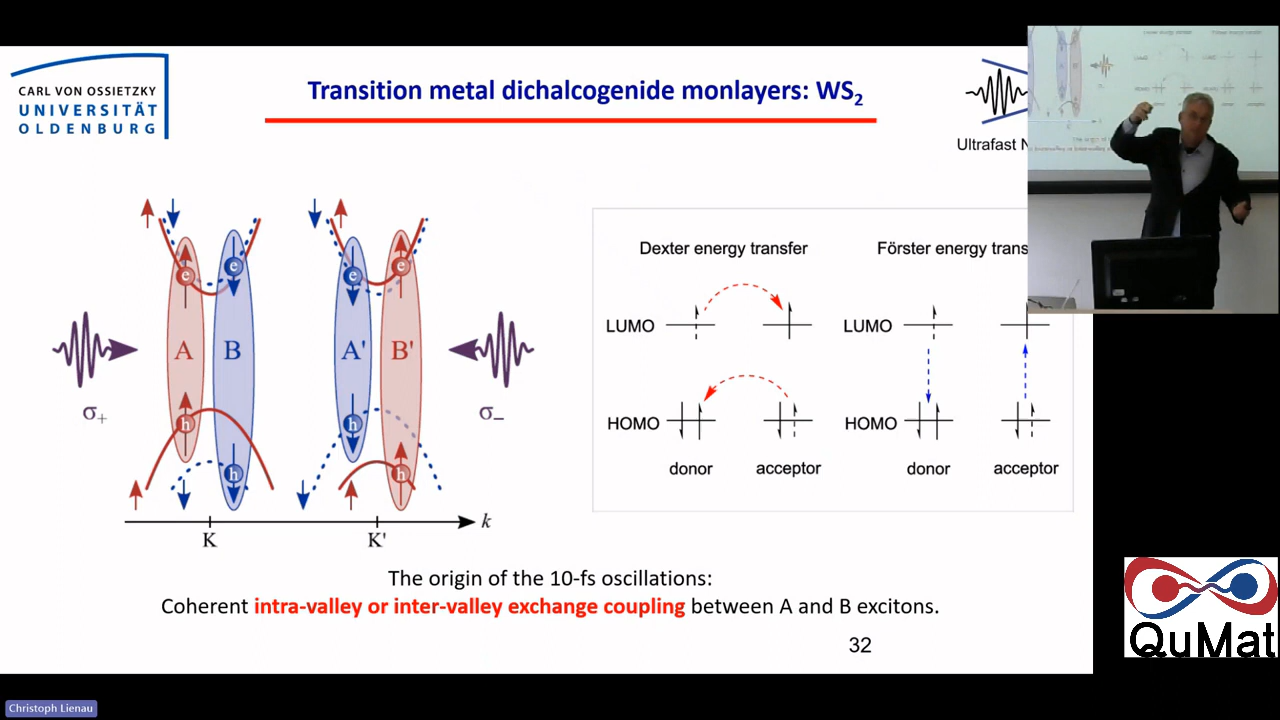 CARL VON OSSIETZKY
UNIVERSITÄT
OLDENBURG
Transition metal dichalcogenide monlayers: WS₂
Ultrafast N
A
B
A'
B'
e
e
e
e
h
h
h
h
σ₊
σ₋
K
K'
k
Dexter energy transfer
Förster energy trans
LUMO
LUMO
HOMO
HOMO
donor
acceptor
donor
acceptor
The origin of the 10-fs oscillations:
Coherent intra-valley or inter-valley exchange coupling between A and B excitons.
32
QuMat
Christoph Lienau